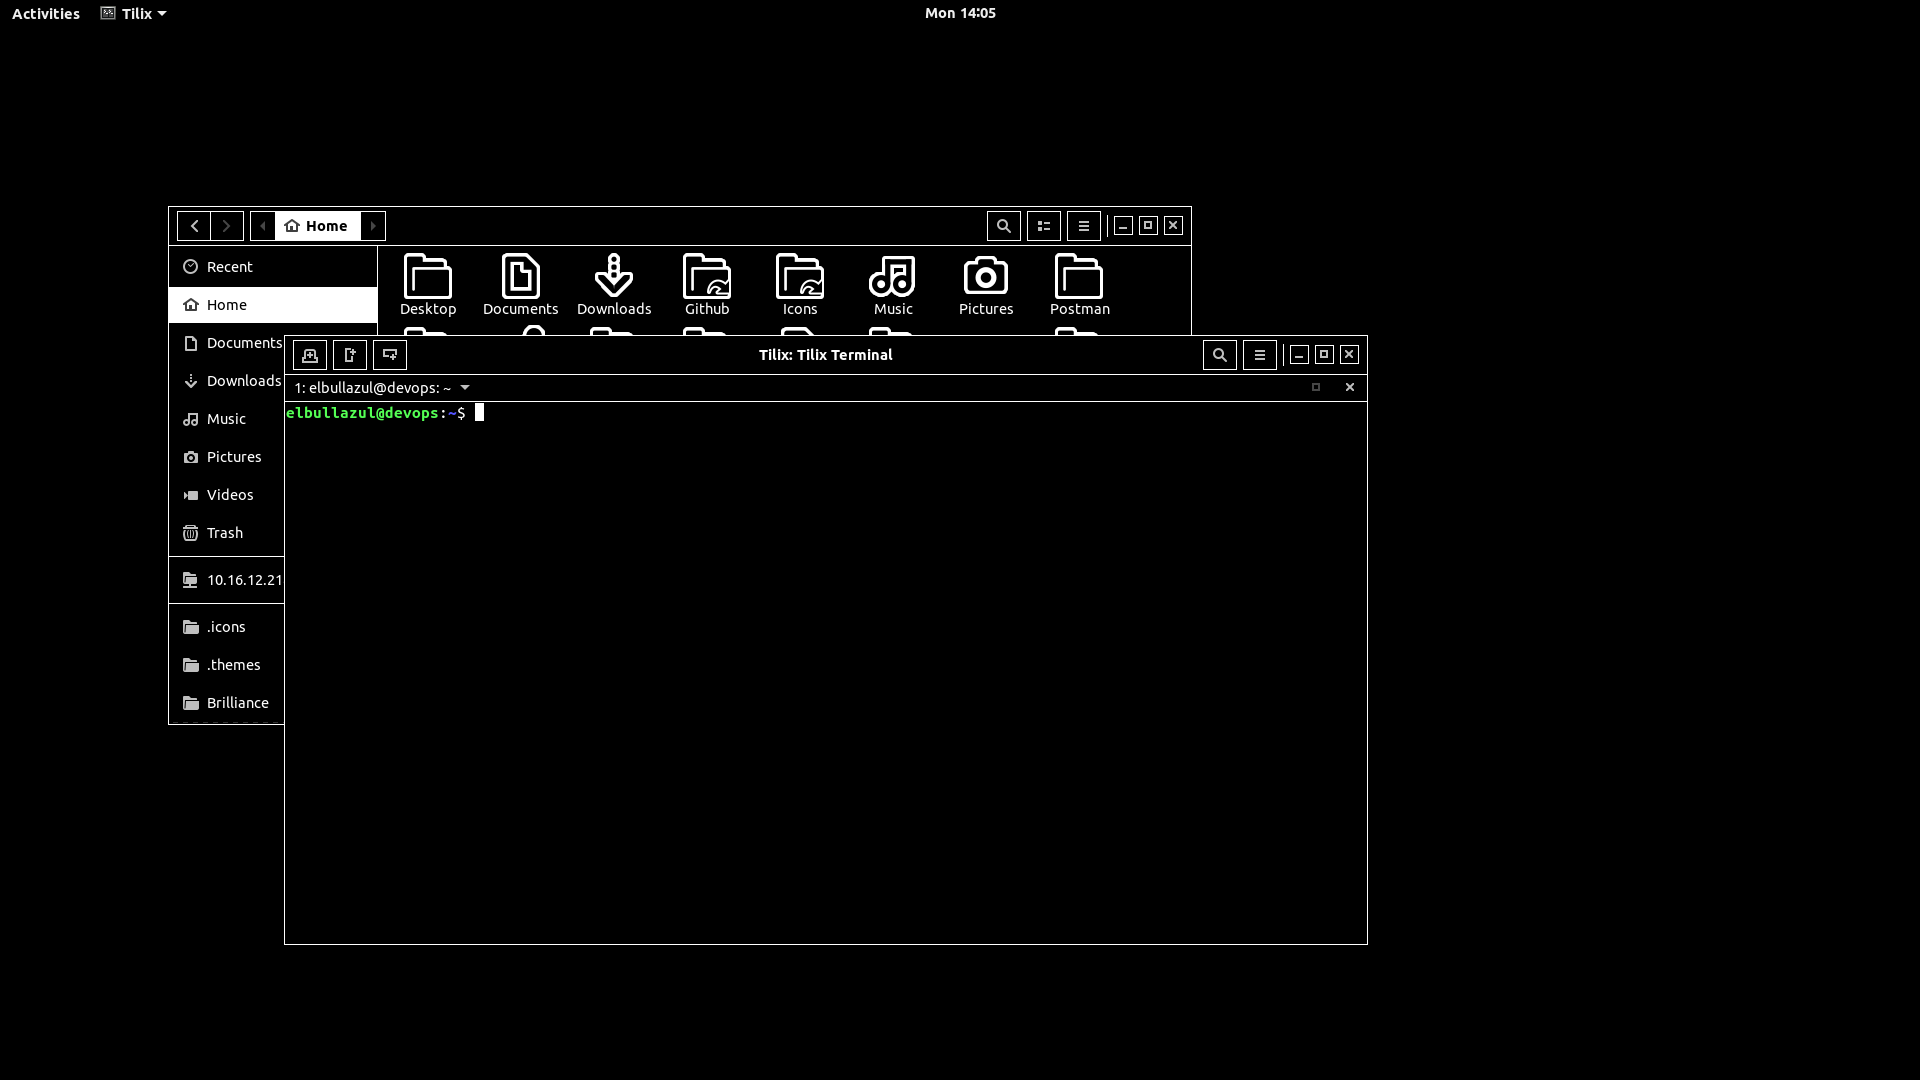 Activities Tilix Mon 14:05
Home
Recent
Home
Documents
Downloads
Music
Pictures
Videos
Trash
10.16.12.21
.icons
.themes
Brilliance
Desktop Documents Downloads Github Icons Music Pictures Postman
Tilix: Tilix Terminal
1: elbullazul@devops: ~
elbullazul@devops:~$